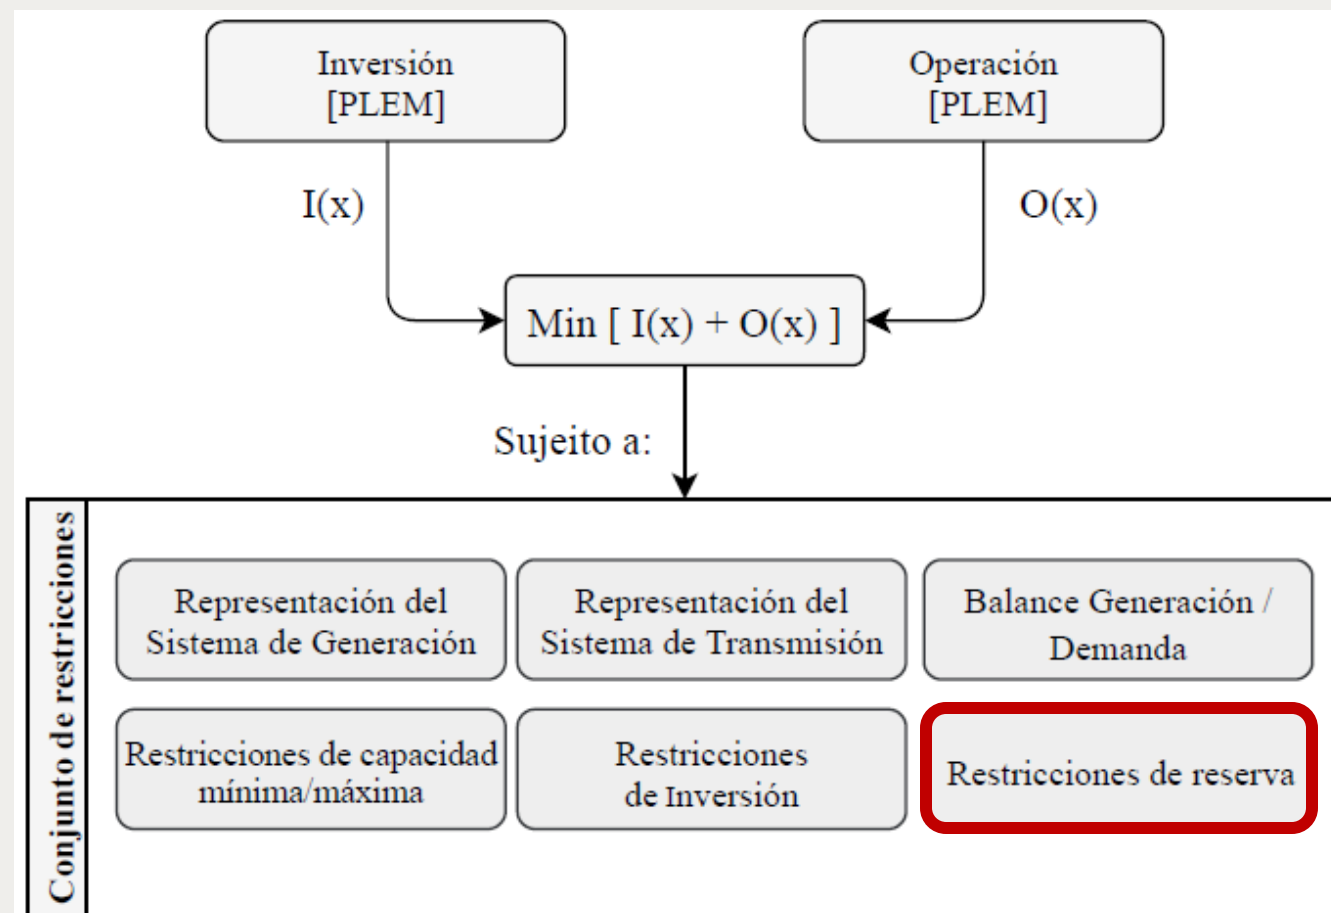 Inversión
[PLEM]
Operación
[PLEM]
I(x)
O(x)
Min [ I(x) + O(x) ]
Sujeito a:
Conjunto de restricciones
Representación del
Sistema de Generación
Representación del
Sistema de Transmisión
Balance Generación /
Demanda
Restricciones de capacidad
mínima/máxima
Restricciones
de Inversión
Restricciones de reserva